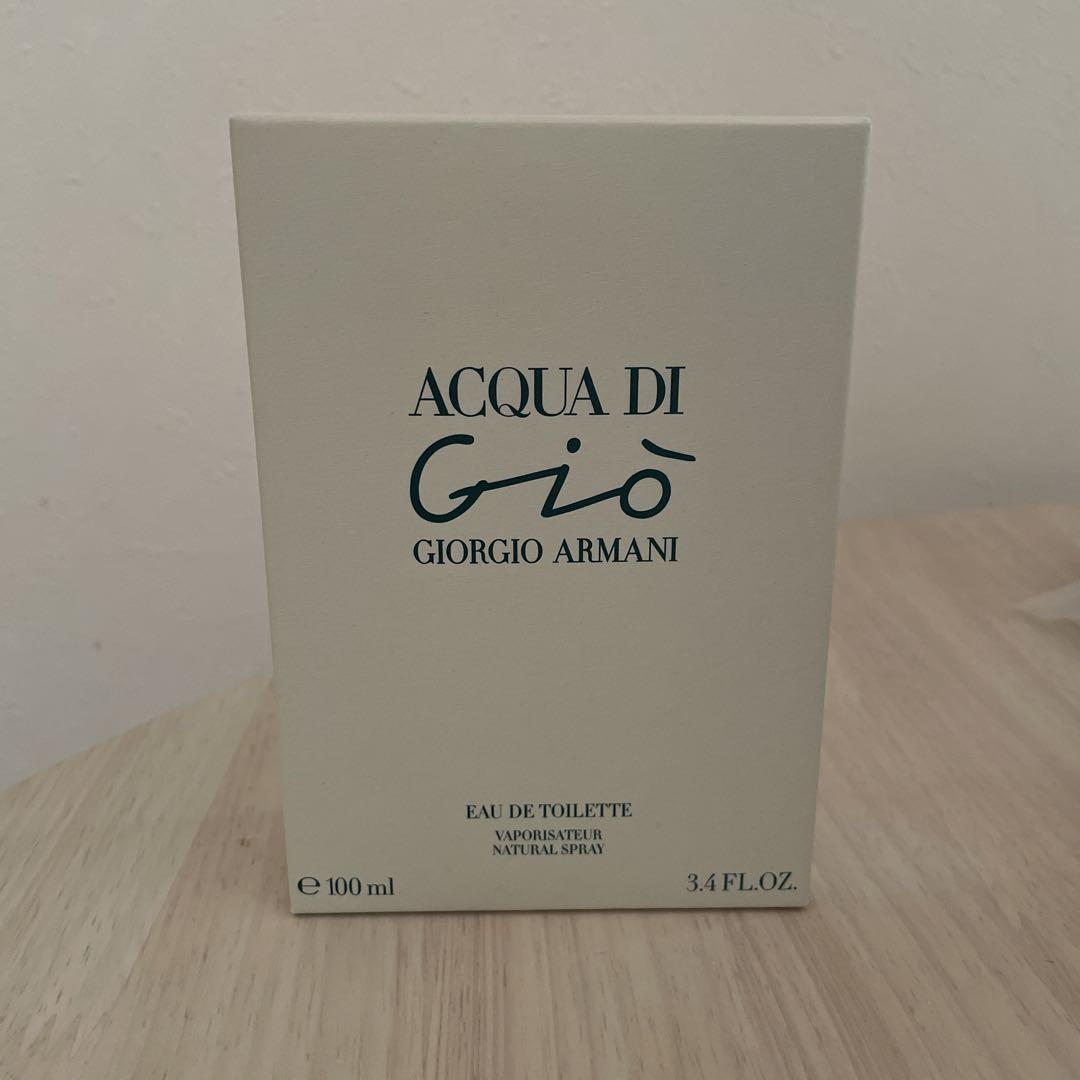 ACQUA DI
Giò
GIORGIO ARMANI
EAU DE TOILETTE
VAPORISATEUR
NATURAL SPRAY
℮ 100 ml
3.4 FL.OZ.